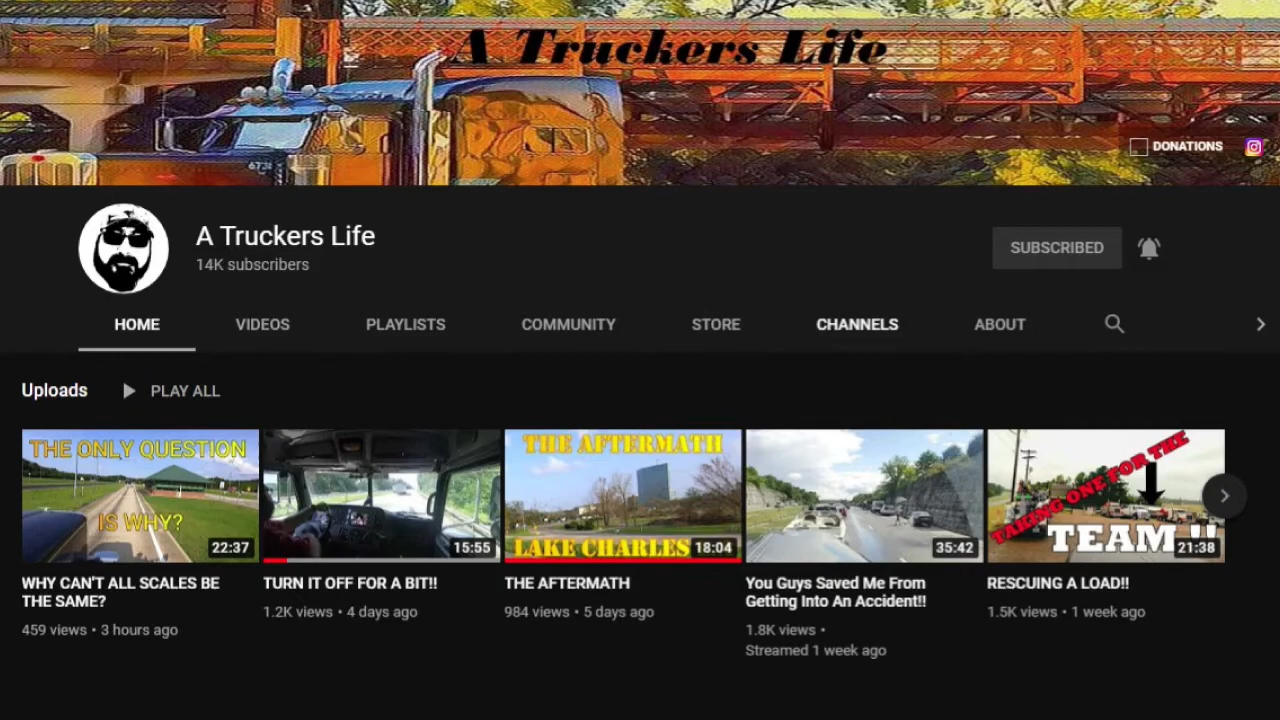 A Truckers Life
673
DONATIONS
A Truckers Life
14K subscribers
SUBSCRIBED
HOME VIDEOS PLAYLISTS COMMUNITY STORE CHANNELS ABOUT
Uploads PLAY ALL
THE ONLY QUESTION
IS WHY?
22:37
WHY CAN'T ALL SCALES BE
THE SAME?
459 views • 3 hours ago
15:55
TURN IT OFF FOR A BIT!!
1.2K views • 4 days ago
THE AFTERMATH
LAKE CHARLES
18:04
THE AFTERMATH
984 views • 5 days ago
35:42
You Guys Saved Me From
Getting Into An Accident!!
1.8K views •
Streamed 1 week ago
TAKING ONE FOR THE
TEAM !!
21:38
RESCUING A LOAD!!
1.5K views • 1 week ago